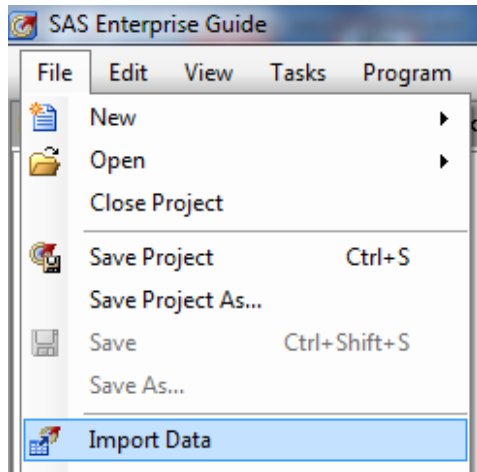 SAS Enterprise Guide
File Edit View Tasks Program
New
Open
Close Project
Save Project Ctrl+S
Save Project As...
Save Ctrl+Shift+S
Save As...
Import Data